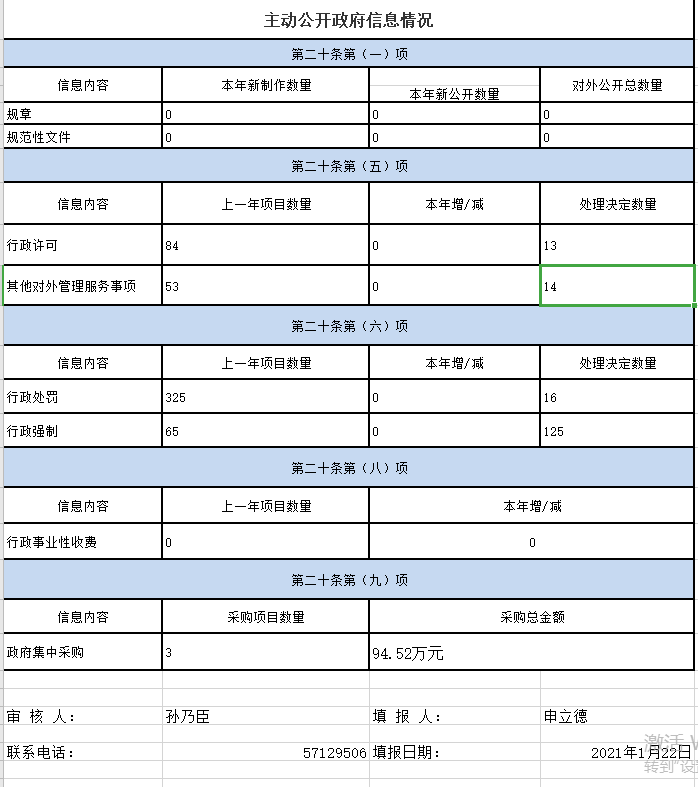 主动公开政府信息情况
第二十条第（一）项
信息内容 本年新制作数量 本年新公开数量 对外公开总数量
规章 0 0 0
规范性文件 0 0 0
第二十条第（五）项
信息内容 上一年项目数量 本年增/减 处理决定数量
行政许可 84 0 13
其他对外管理服务事项 53 0 14
第二十条第（六）项
信息内容 上一年项目数量 本年增/减 处理决定数量
行政处罚 325 0 16
行政强制 65 0 125
第二十条第（八）项
信息内容 上一年项目数量 本年增/减
行政事业性收费 0 0
第二十条第（九）项
信息内容 采购项目数量 采购总金额
政府集中采购 3 94.52万元
审 核 人： 孙乃臣 填 报 人： 申立德
联系电话： 57129506 填报日期： 2021年1月22日
激活 W
转到"设